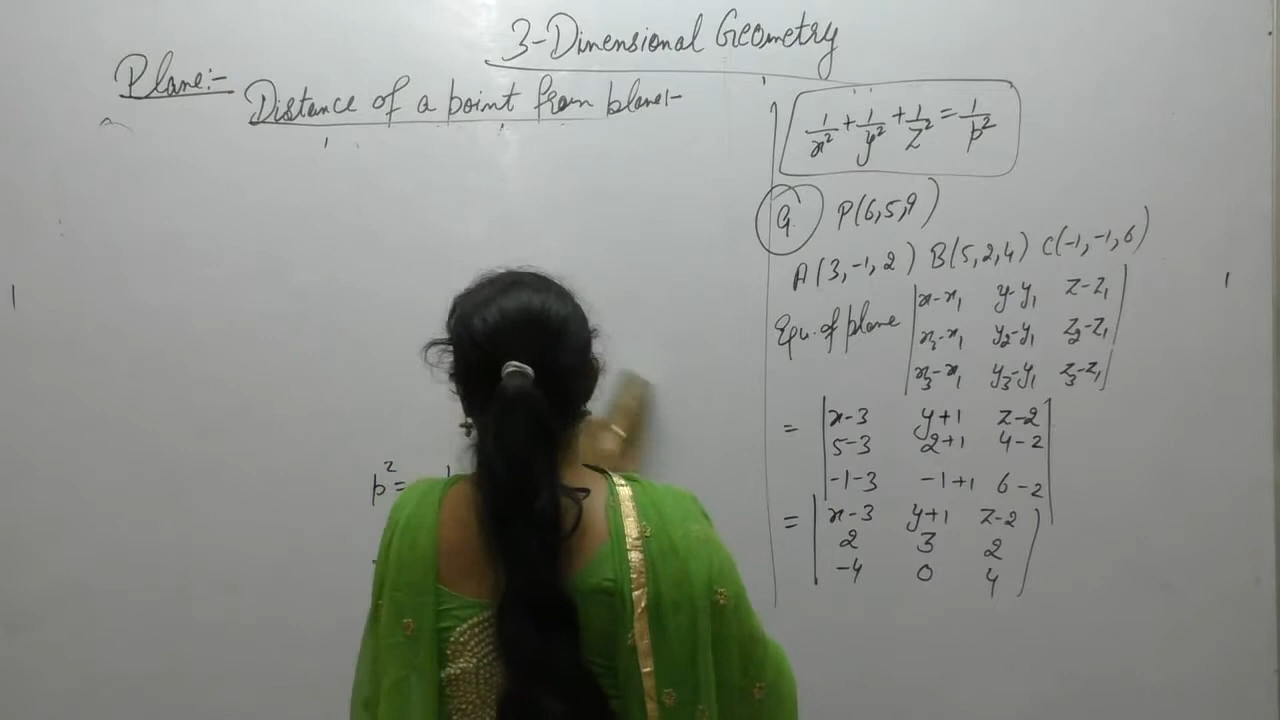 3-Dimensional Geometry
Plane:-
Distance of a point from plane:-
1/x² + 1/y² + 1/z² = 1/p²
Q. P(6,5,9)
A(3,-1,2) B(5,2,4) C(-1,-1,6)
Equ. of plane | x-x₁ y-y₁ z-z₁ |
| x₂-x₁ y₂-y₁ z₂-z₁ |
| x₃-x₁ y₃-y₁ z₃-z₁ |
= | x-3 y+1 z-2 |
| 5-3 2+1 4-2 |
| -1-3 -1+1 6-2 |
= | x-3 y+1 z-2 |
| 2 3 2 |
| -4 0 4 |
p² =